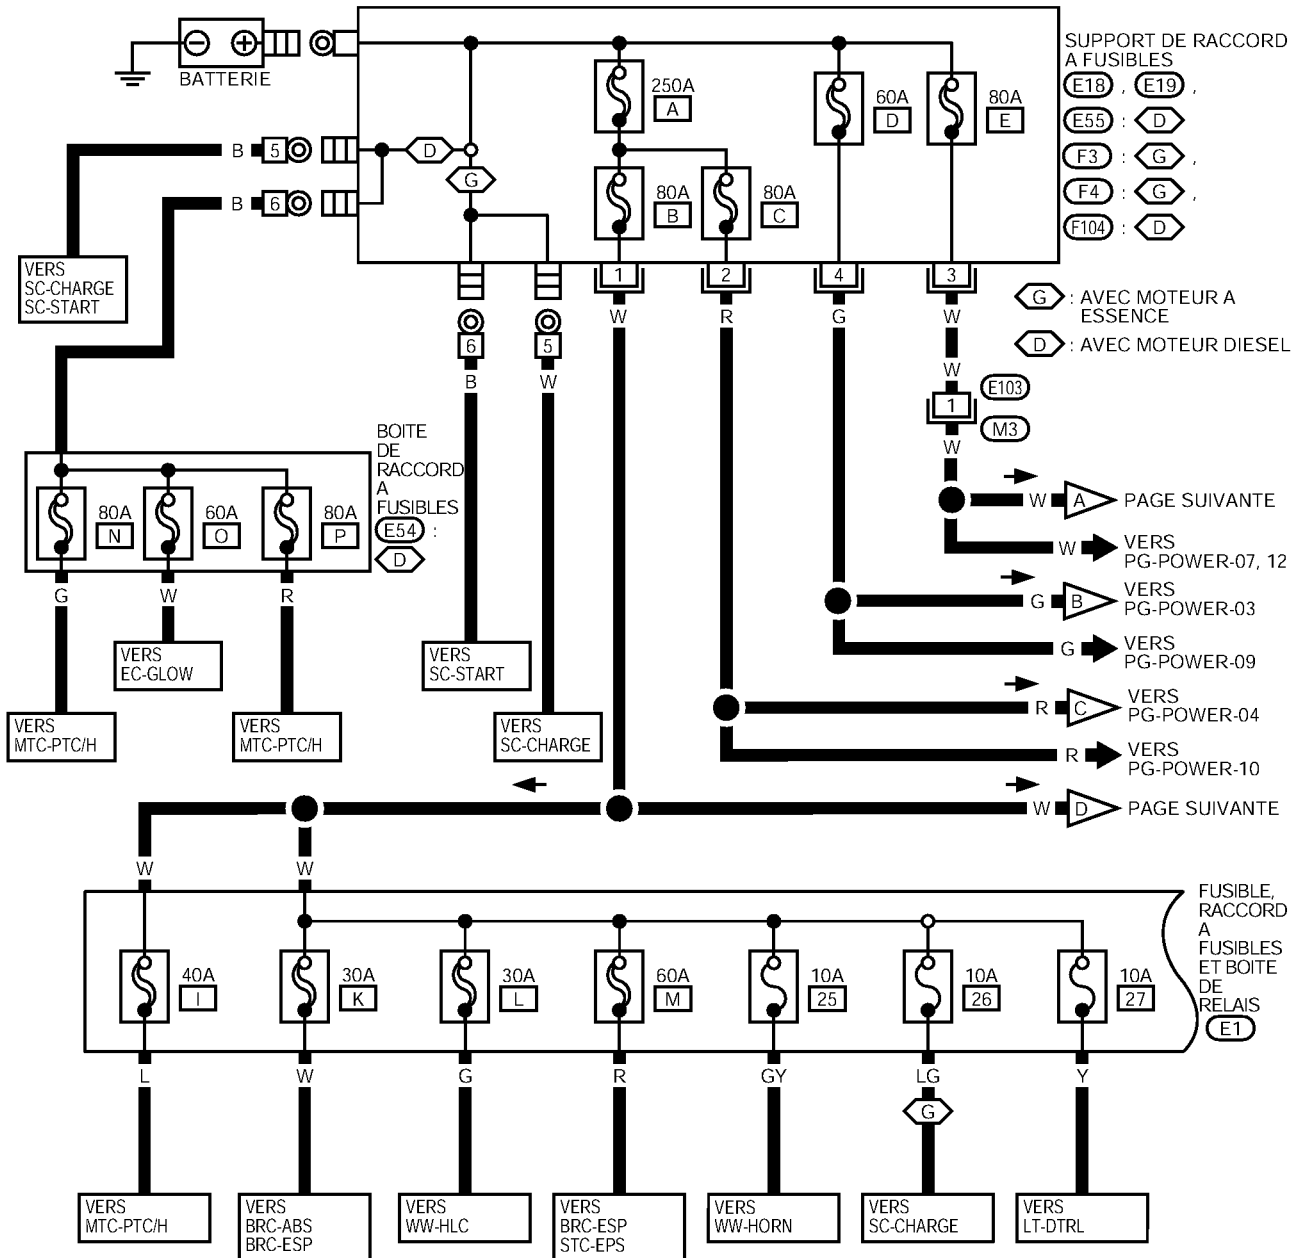 BATTERIE
250A
A
60A
D
80A
E
80A
B
80A
C
SUPPORT DE RACCORD
A FUSIBLES
E18 , E19 ,
E55 : D
F3 : G ,
F4 : G ,
F104 : D
B 5
D
G
B 6
VERS
SC-CHARGE
SC-START
1
2
4
3
G : AVEC MOTEUR A
ESSENCE
D : AVEC MOTEUR DIESEL
W
R
G
W
6
5
B
W
W
1
E103
M3
W
BOITE
DE
RACCORD
A
FUSIBLES
E54 :
D
80A
N
60A
O
80A
P
G
W
R
VERS
EC-GLOW
VERS
MTC-PTC/H
VERS
MTC-PTC/H
VERS
SC-START
VERS
SC-CHARGE
W A PAGE SUIVANTE
W VERS
PG-POWER-07, 12
G B VERS
PG-POWER-03
G VERS
PG-POWER-09
R C VERS
PG-POWER-04
R VERS
PG-POWER-10
W D PAGE SUIVANTE
W
W
FUSIBLE,
RACCORD
A
FUSIBLES
ET BOITE
DE
RELAIS
E1
40A
I
30A
K
30A
L
60A
M
10A
25
10A
26
10A
27
L
W
G
R
GY
LG
Y
G
VERS
MTC-PTC/H
VERS
BRC-ABS
BRC-ESP
VERS
WW-HLC
VERS
BRC-ESP
STC-EPS
VERS
WW-HORN
VERS
SC-CHARGE
VERS
LT-DTRL